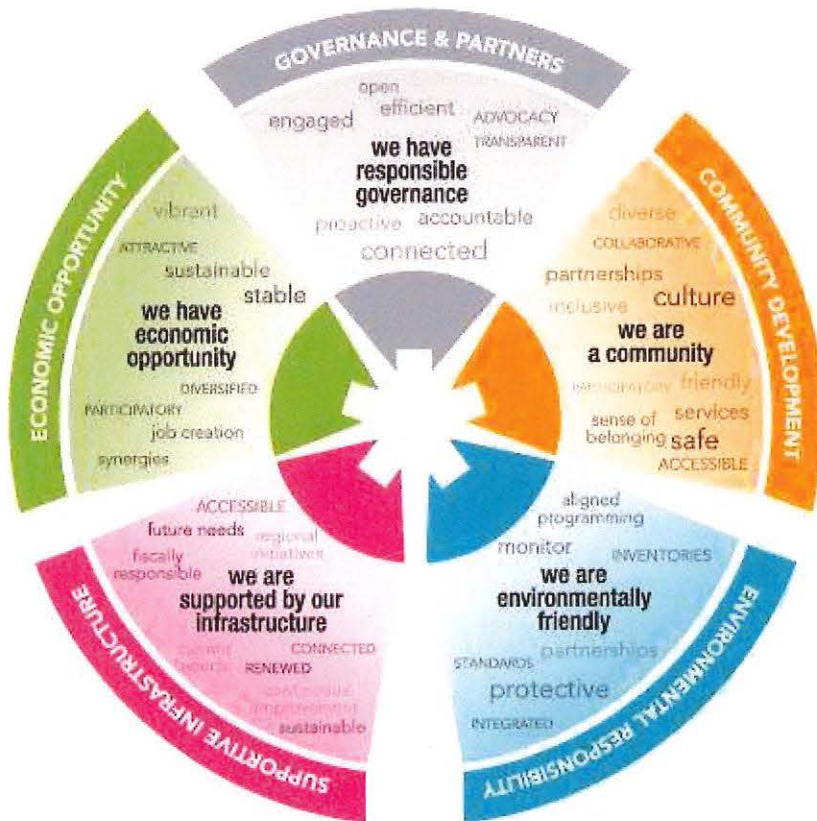 GOVERNANCE & PARTNERS
open
efficient
engaged
ADVOCACY
TRANSPARENT
we have
responsible
governance
proactive
accountable
connected
COMMUNITY DEVELOPMENT
diverse
COLLABORATIVE
partnerships
inclusive
culture
we are
a community
PARTICIPATORY
friendly
sense of
belonging
services
safe
ACCESSIBLE
ENVIRONMENTAL RESPONSIBILITY
aligned
programming
monitor
INVENTORIES
we are
environmentally
friendly
partnerships
STANDARDS
protective
INTEGRATED
SUPPORTIVE INFRASTRUCTURE
ACCESSIBLE
future needs
regional
initiatives
fiscally
responsible
we are
supported by our
infrastructure
current
CONNECTED
RENEWED
continuous
improvement
sustainable
ECONOMIC OPPORTUNITY
vibrant
ATTRACTIVE
sustainable
stable
we have
economic
opportunity
DIVERSIFIED
PARTICIPATORY
job creation
synergies